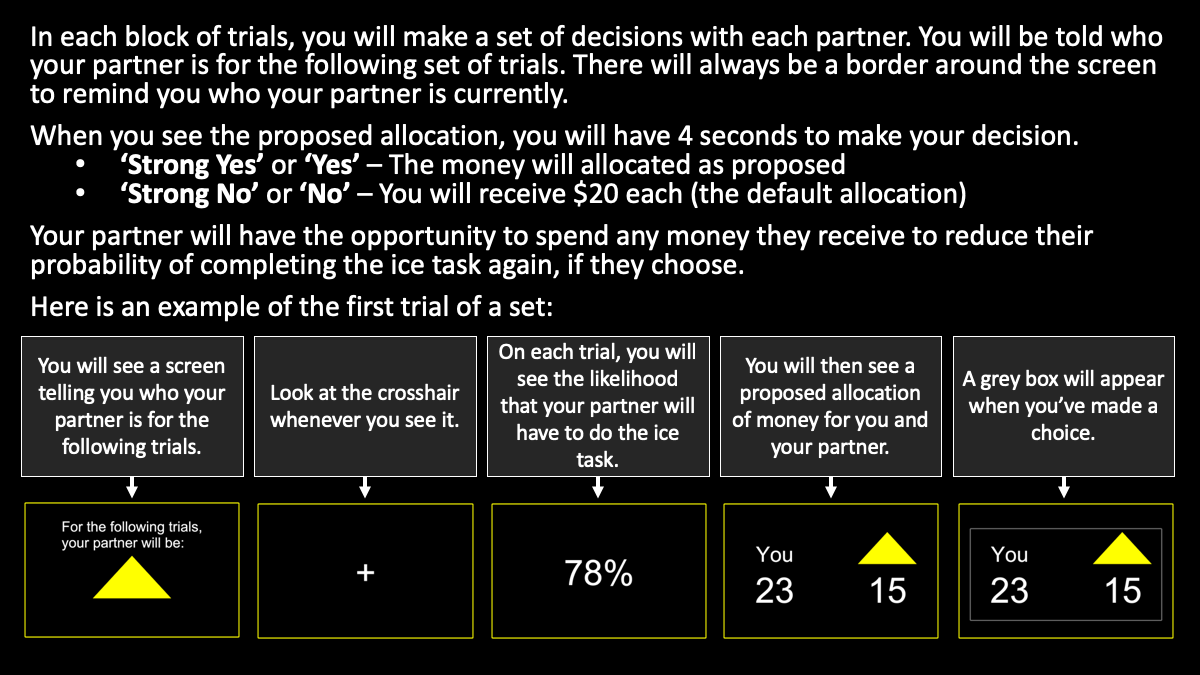 In each block of trials, you will make a set of decisions with each partner. You will be told who
your partner is for the following set of trials. There will always be a border around the screen
to remind you who your partner is currently.
When you see the proposed allocation, you will have 4 seconds to make your decision.
• ‘Strong Yes’ or ‘Yes’ – The money will allocated as proposed
• ‘Strong No’ or ‘No’ – You will receive $20 each (the default allocation)
Your partner will have the opportunity to spend any money they receive to reduce their
probability of completing the ice task again, if they choose.
Here is an example of the first trial of a set:
You will see a screen
telling you who your
partner is for the
following trials.
Look at the crosshair
whenever you see it.
On each trial, you will
see the likelihood
that your partner will
have to do the ice
task.
You will then see a
proposed allocation
of money for you and
your partner.
A grey box will appear
when you’ve made a
choice.
For the following trials,
your partner will be:
+
78%
You
23 15
You
23 15